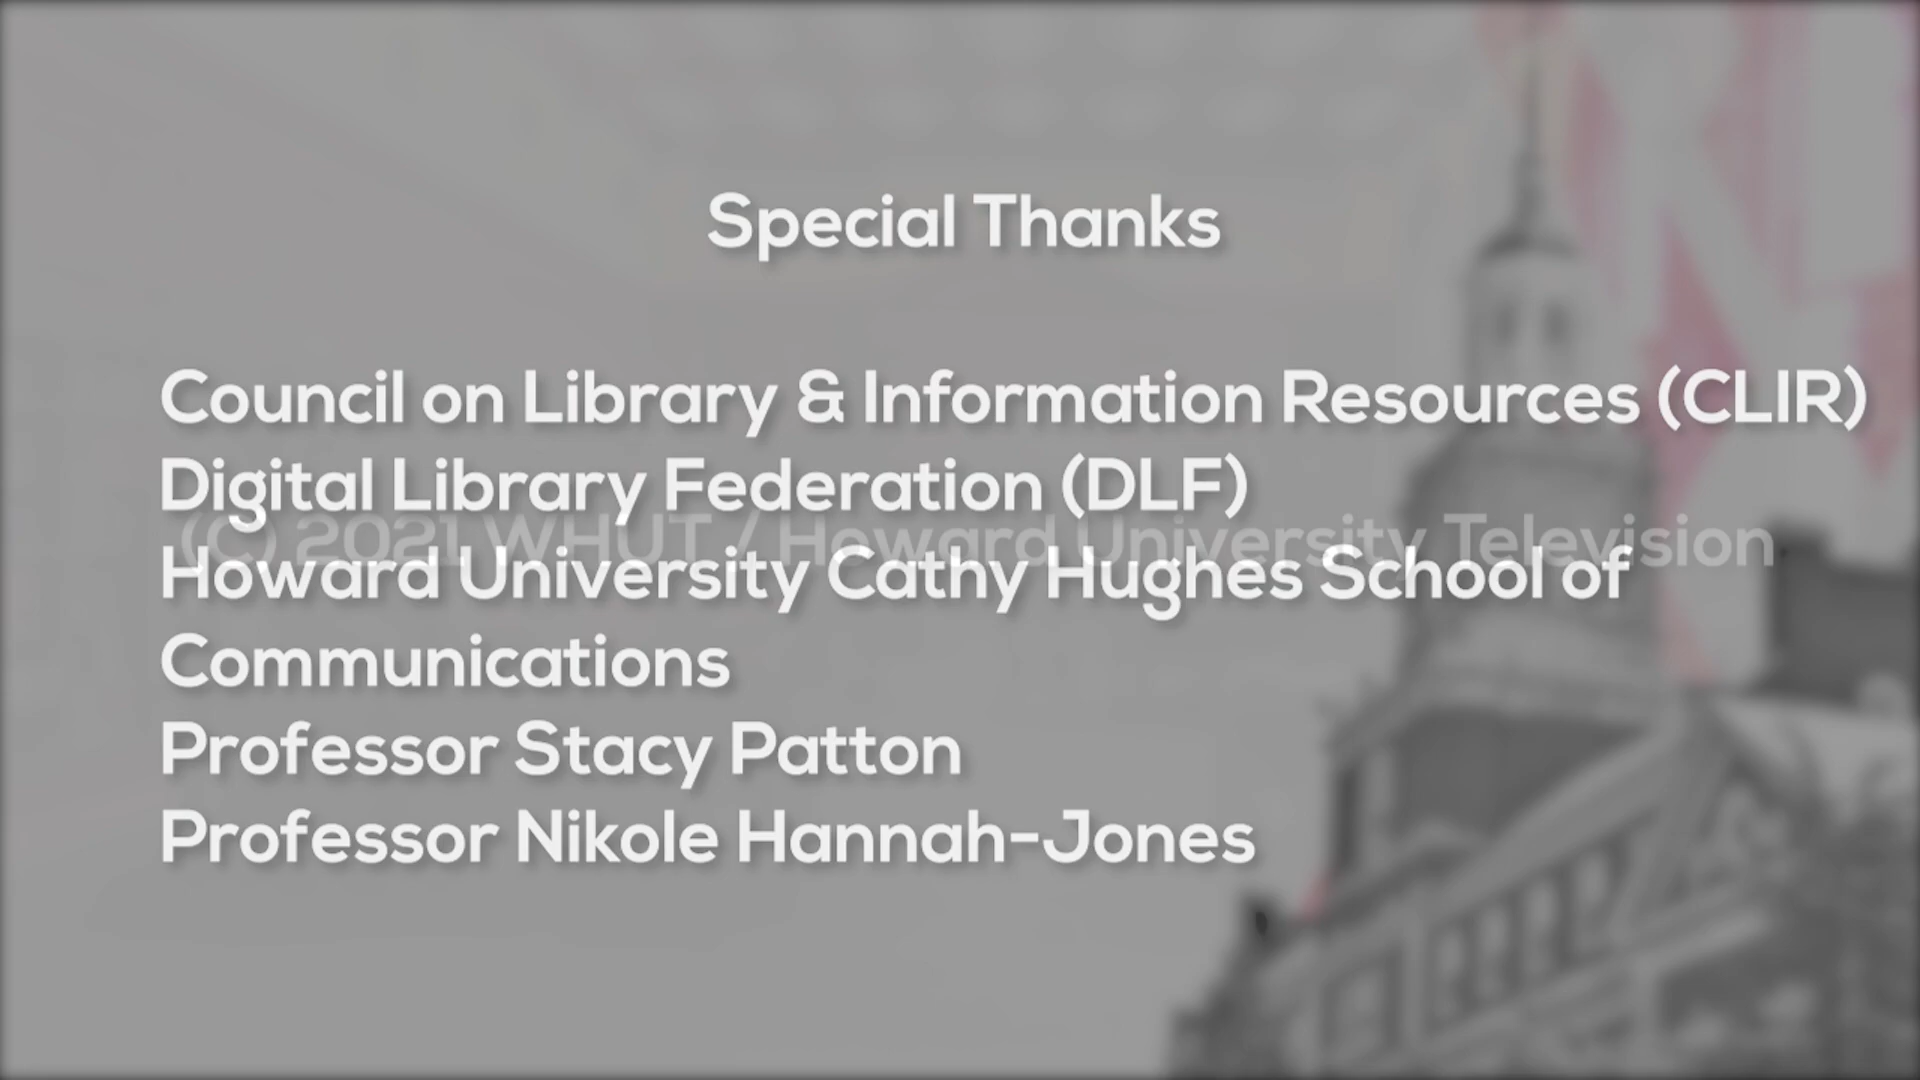 Special Thanks
Council on Library & Information Resources (CLIR)
Digital Library Federation (DLF)
(C) 2021 WHUT / Howard University Television
Howard University Cathy Hughes School of
Communications
Professor Stacy Patton
Professor Nikole Hannah-Jones